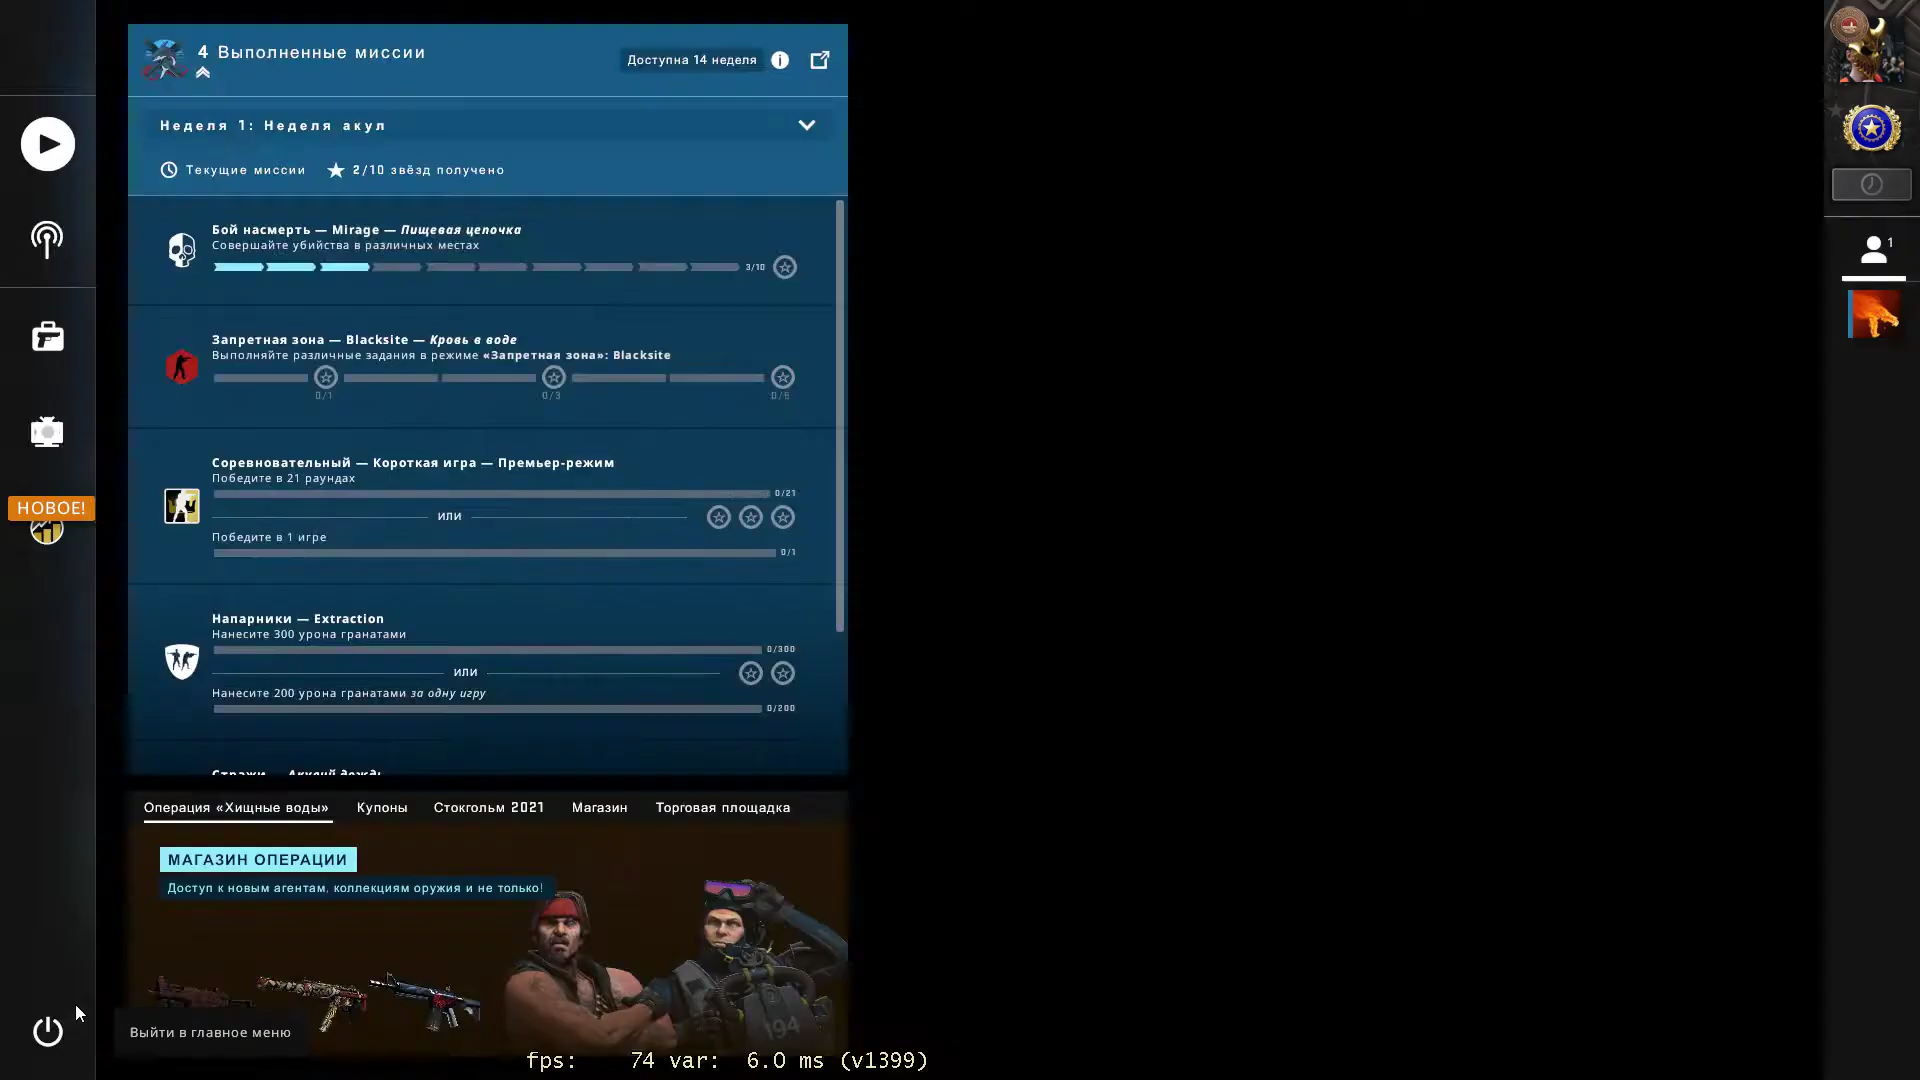 4 Выполненные миссии
Доступна 14 неделя
Неделя 1: Неделя акул
Текущие миссии
2/10 звёзд получено
Бой насмерть — Mirage — Пищевая цепочка
Совершайте убийства в различных местах
3/10
Запретная зона — Blacksite — Кровь в воде
Выполняйте различные задания в режиме «Запретная зона»: Blacksite
0/1
0/3
Соревновательный — Короткая игра — Премьер-режим
Победите в 21 раундах
0/21
или
Победите в 1 игре
0/1
Напарники — Extraction
Нанесите 300 урона гранатами
0/300
или
Нанесите 200 урона гранатами за одну игру
0/200
Стражи — Акулий дождь
Операция «Хищные воды»
Купоны
Стокгольм 2021
Магазин
Торговая площадка
МАГАЗИН ОПЕРАЦИИ
Доступ к новым агентам, коллекциям оружия и не только!
194
Выйти в главное меню
fps: 74 var: 6.0 ms (v1399)
НОВОЕ!
1